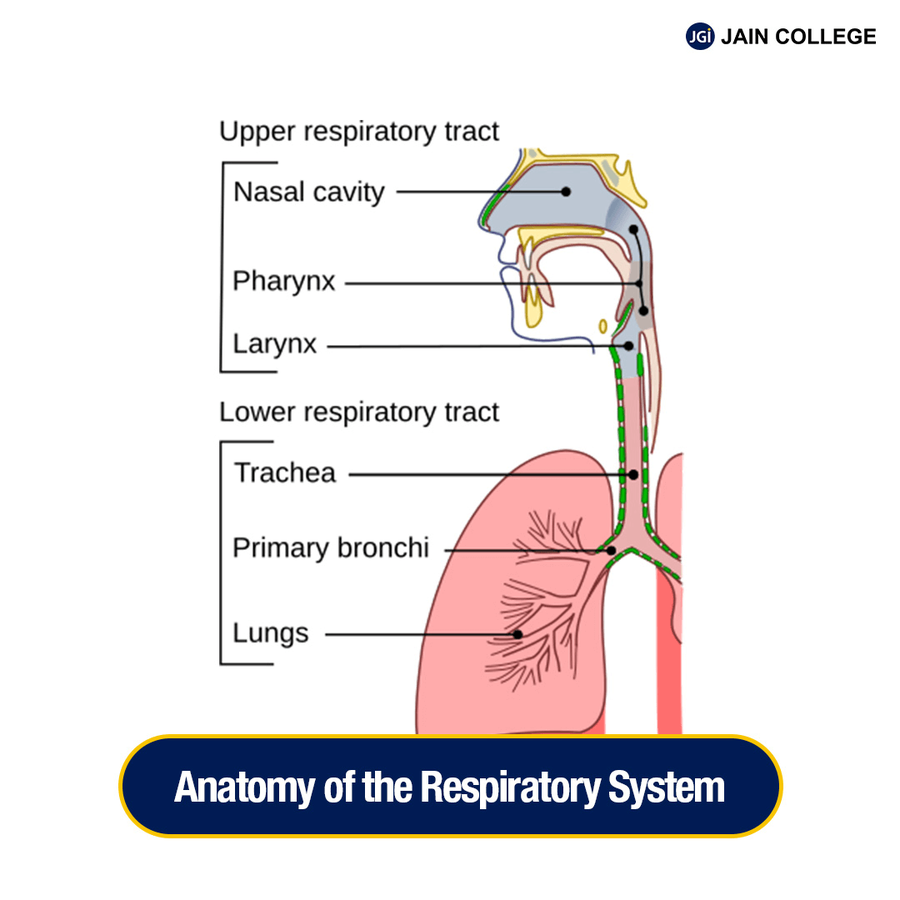 JGi JAIN COLLEGE
Upper respiratory tract
Nasal cavity
Pharynx
Larynx
Lower respiratory tract
Trachea
Primary bronchi
Lungs
Anatomy of the Respiratory System